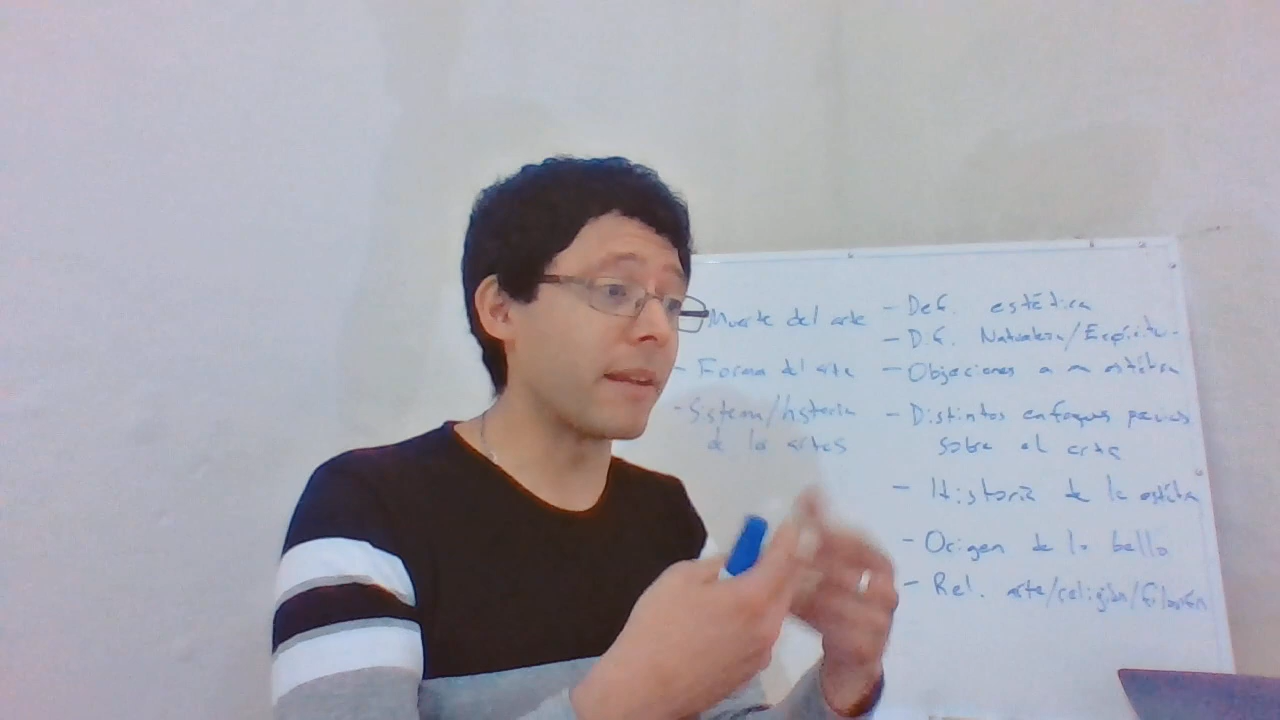 Muerte del arte
- Forma del arte
- Sistema/historia
de las artes
- Def. estética
- Dif. Naturaleza/Espíritu
- Objeciones a la estética
- Distintos enfoques previos
sobre el arte
- Historia de la estética
- Origen de lo bello
- Rel. arte/religión/filosofía